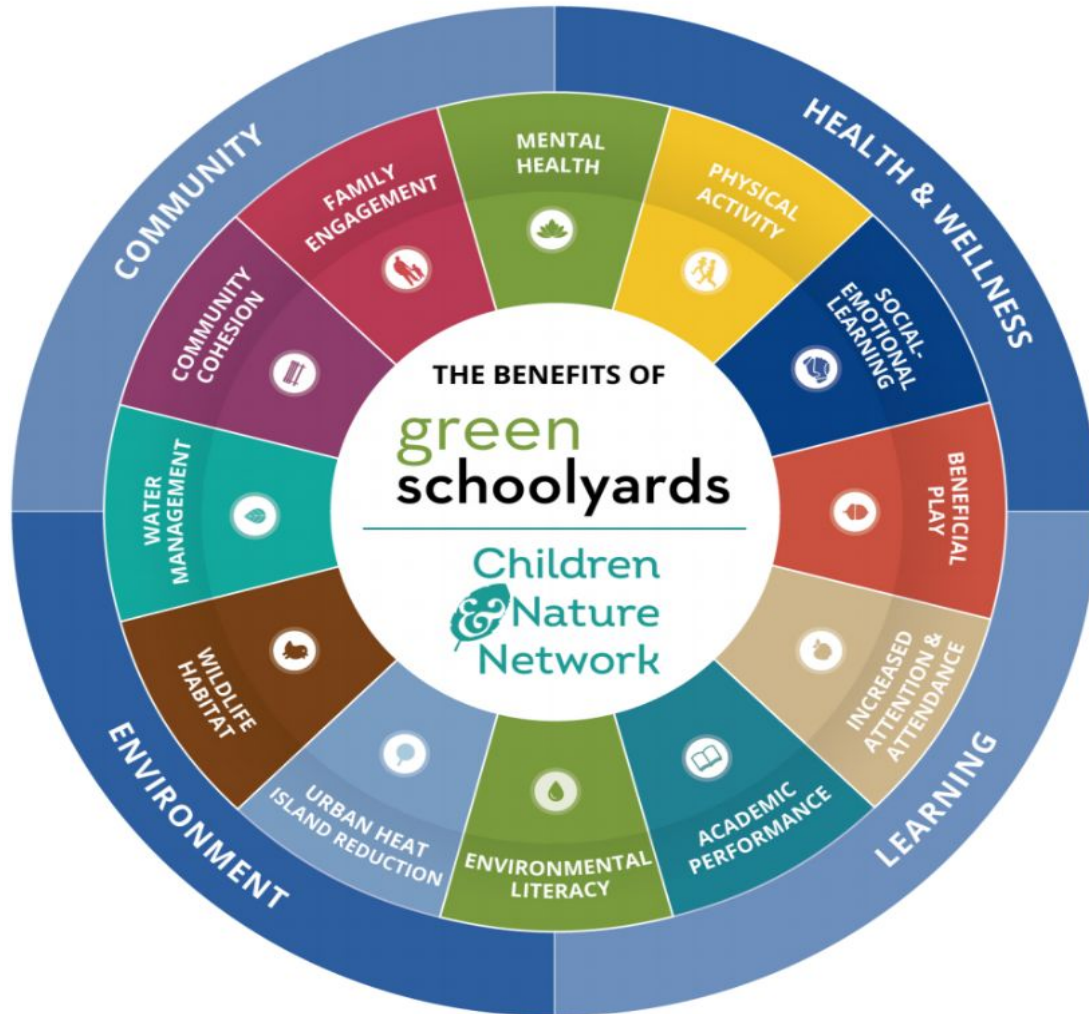 THE BENEFITS OF
green
schoolyards
Children
& Nature
Network
COMMUNITY
HEALTH & WELLNESS
LEARNING
ENVIRONMENT
MENTAL
HEALTH
PHYSICAL
ACTIVITY
SOCIAL-
EMOTIONAL
LEARNING
BENEFICIAL
PLAY
INCREASED
ATTENTION &
ATTENDANCE
ACADEMIC
PERFORMANCE
ENVIRONMENTAL
LITERACY
URBAN HEAT
ISLAND REDUCTION
WILDLIFE
HABITAT
WATER
MANAGEMENT
COMMUNITY
COHESION
FAMILY
ENGAGEMENT